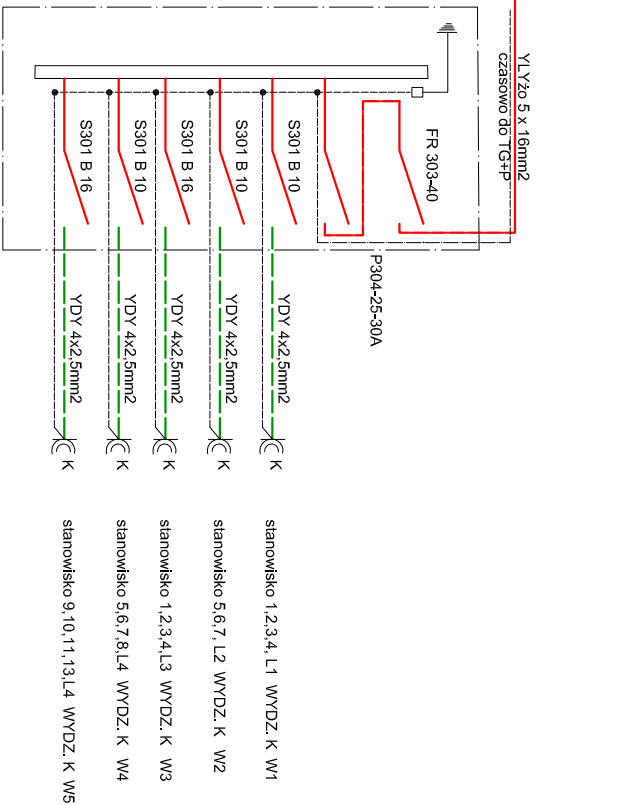 YLYżo 5 x 16mm2
czasowo do TG+P
FR 303-40
P304-25-30A
S301 B 10
S301 B 10
S301 B 16
S301 B 10
S301 B 16
YDY 4x2,5mm2
YDY 4x2,5mm2
YDY 4x2,5mm2
YDY 4x2,5mm2
YDY 4x2,5mm2
K
K
K
K
K
stanowisko 1,2,3,4, L1 WYDZ. K W1
stanowisko 5,6,7, L2 WYDZ. K W2
stanowisko 1,2,3,4,L3 WYDZ. K W3
stanowisko 5,6,7,8,L4 WYDZ. K W4
stanowisko 9,10,11,13,L4 WYDZ. K W5